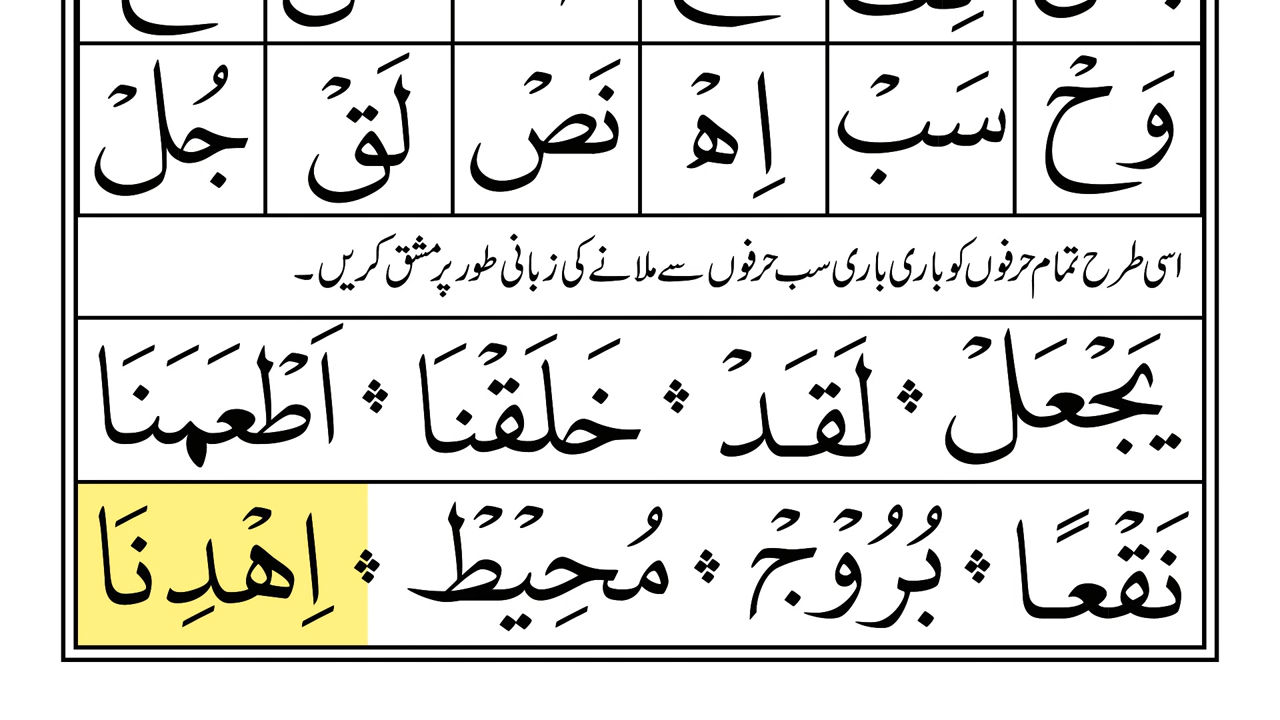 وَحْ سَبْ اِهْ نَصْ لَقْ جُلْ
اسی طرح تمام حرفوں کو باری باری سب حرفوں سے ملانے کی زبانی طور پر مشق کریں۔
يَجْعَلْ لَقَدْ خَلَقْنَا اَطْعَمَنَا
نَقْعًا بُرُوْجْ مُحِيْطْ اِهْدِنَا